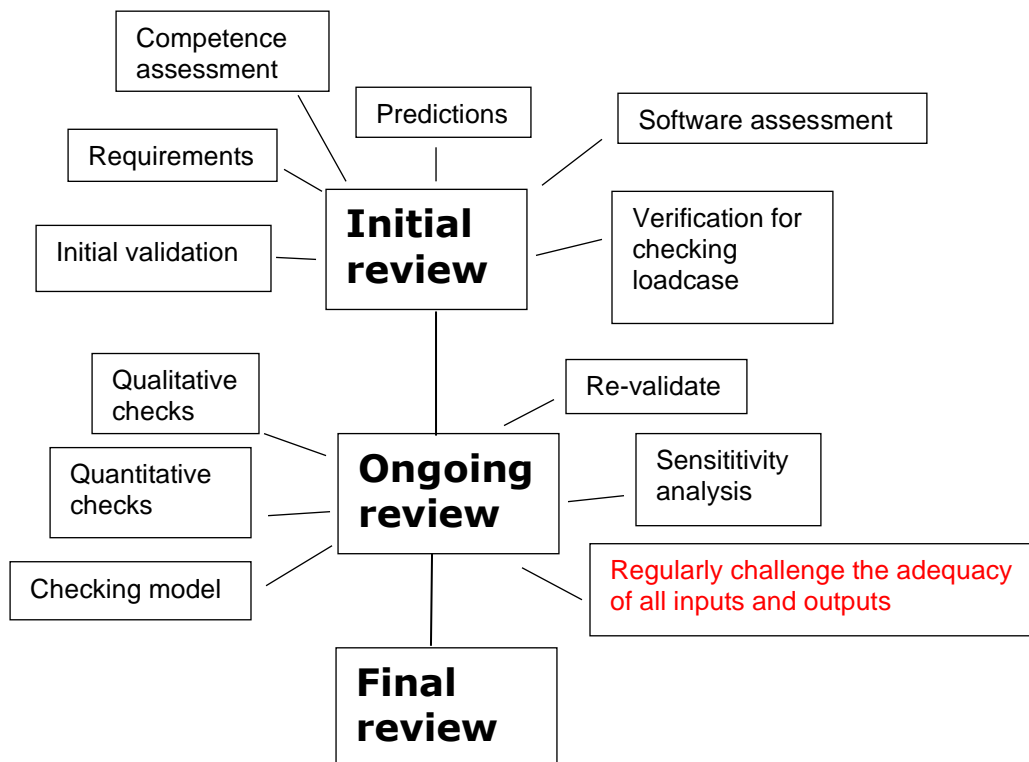 Competence
assessment
Predictions
Software assessment
Requirements
Initial
review
Verification for
checking
loadcase
Initial validation
Qualitative
checks
Re-validate
Ongoing
review
Quantitative
checks
Sensititivity
analysis
Checking model
Regularly challenge the adequacy
of all inputs and outputs
Final
review